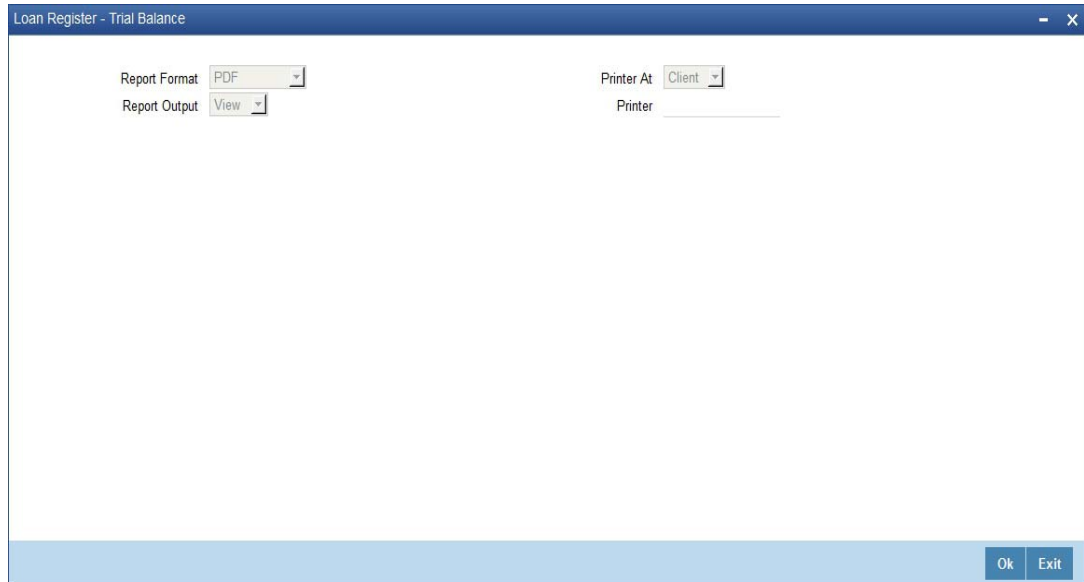 Loan Register - Trial Balance
Report Format PDF Printer At Client
Report Output View Printer
Ok Exit